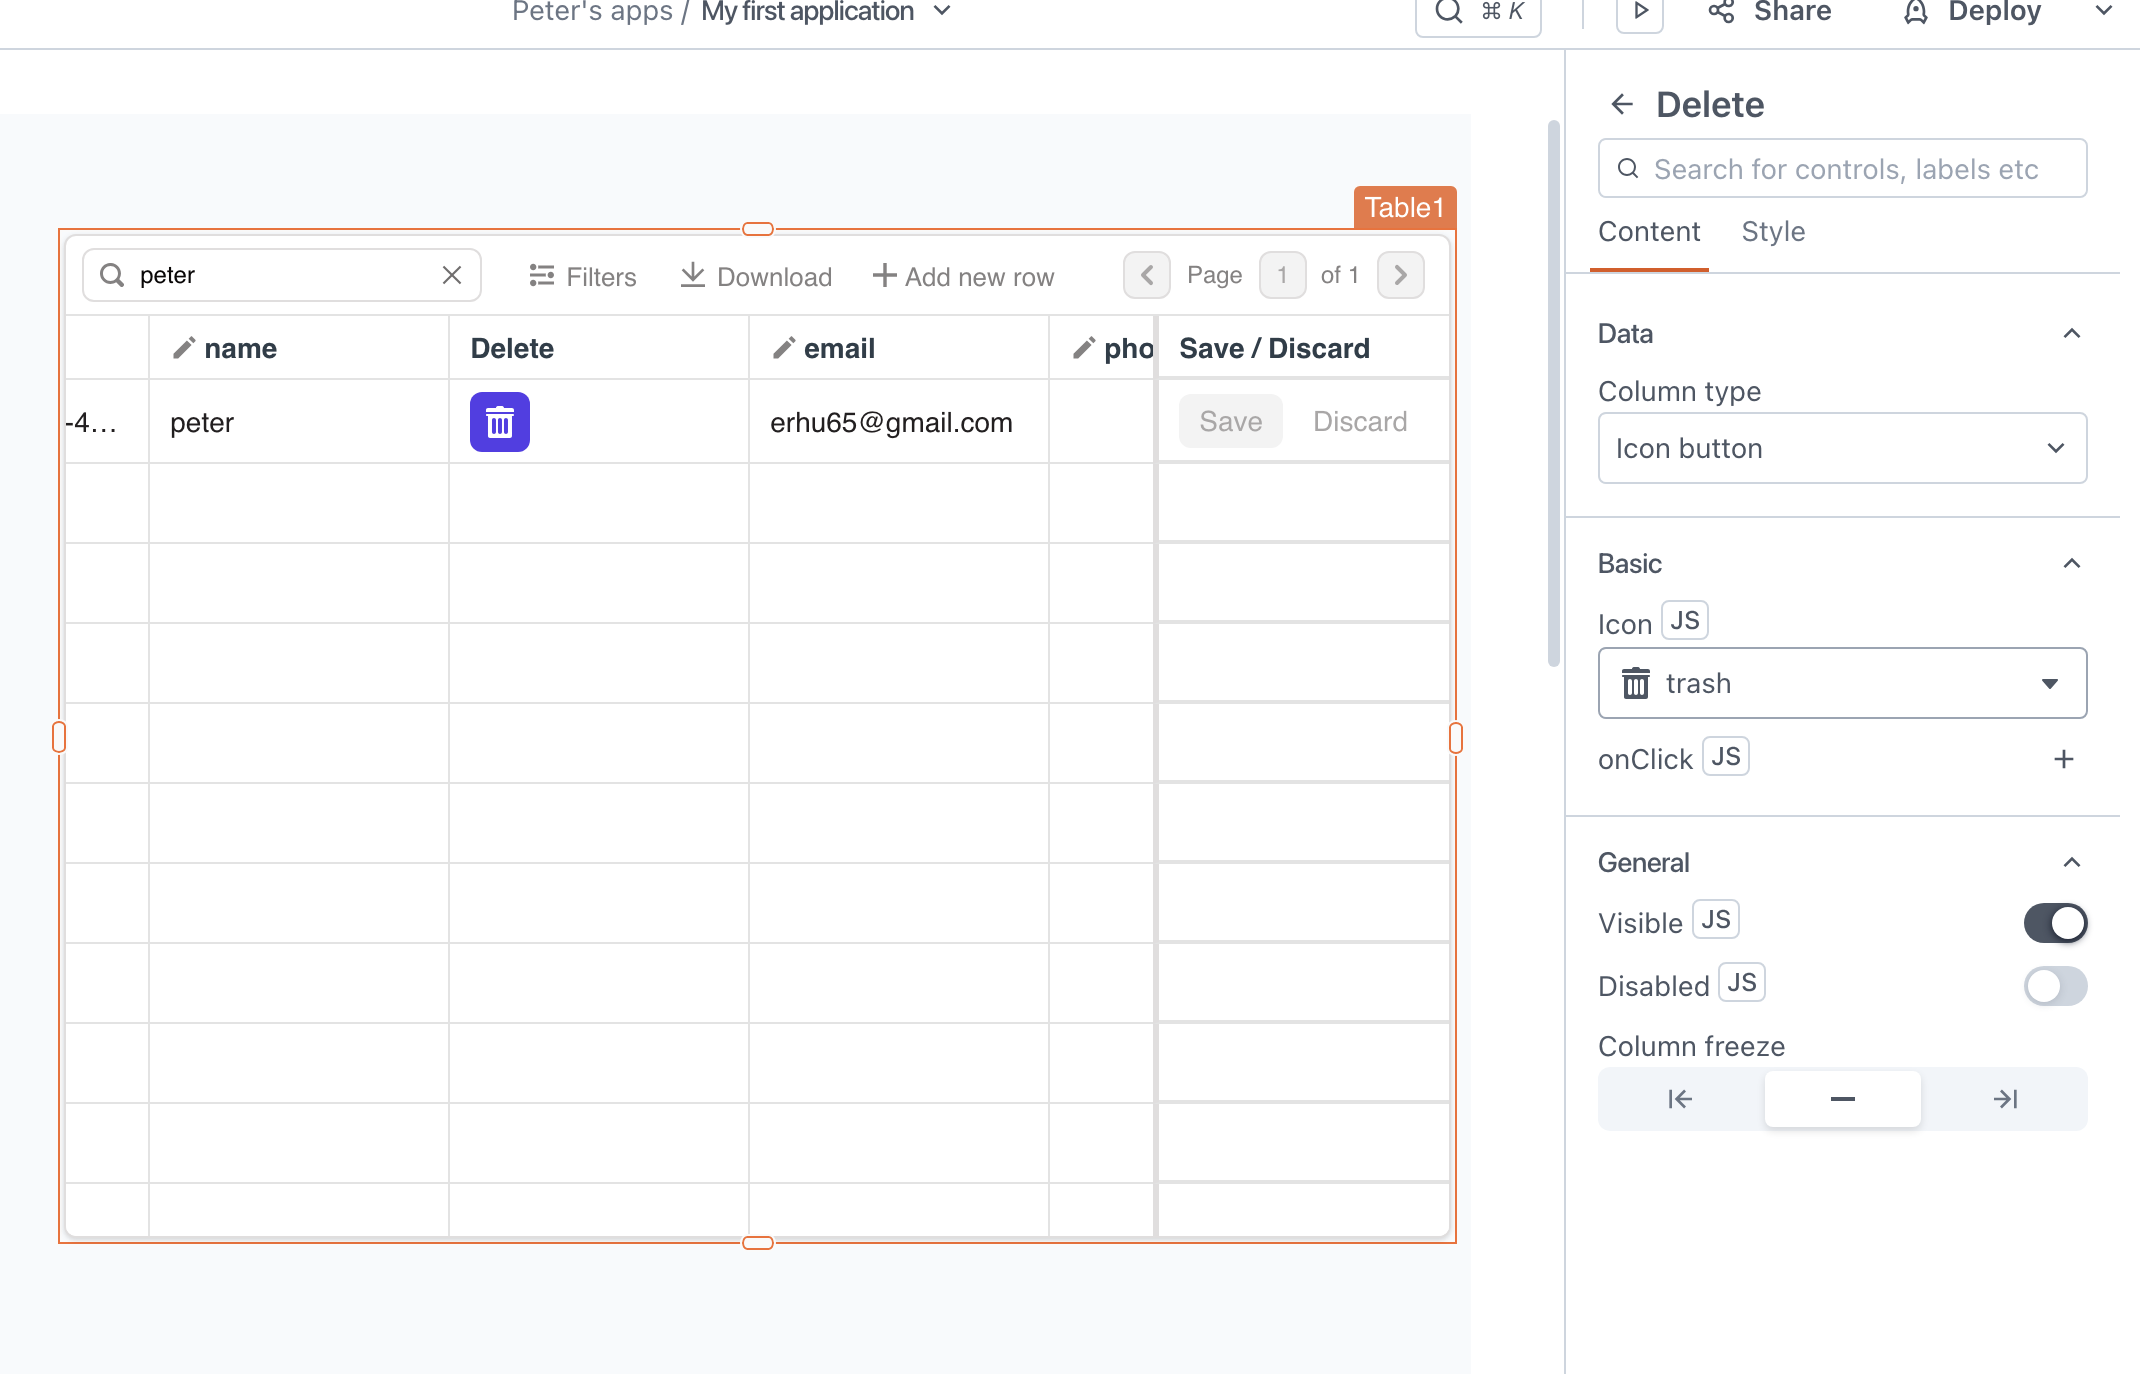 Peter's apps / My first application
⌘ K
Share
Deploy
Table1
peter
Filters
Download
Add new row
Page 1 of 1
name
Delete
email
pho
Save / Discard
-4...
peter
erhu65@gmail.com
Save
Discard
Delete
Search for controls, labels etc
Content
Style
Data
Column type
Icon button
Basic
Icon JS
trash
onClick JS
General
Visible JS
Disabled JS
Column freeze